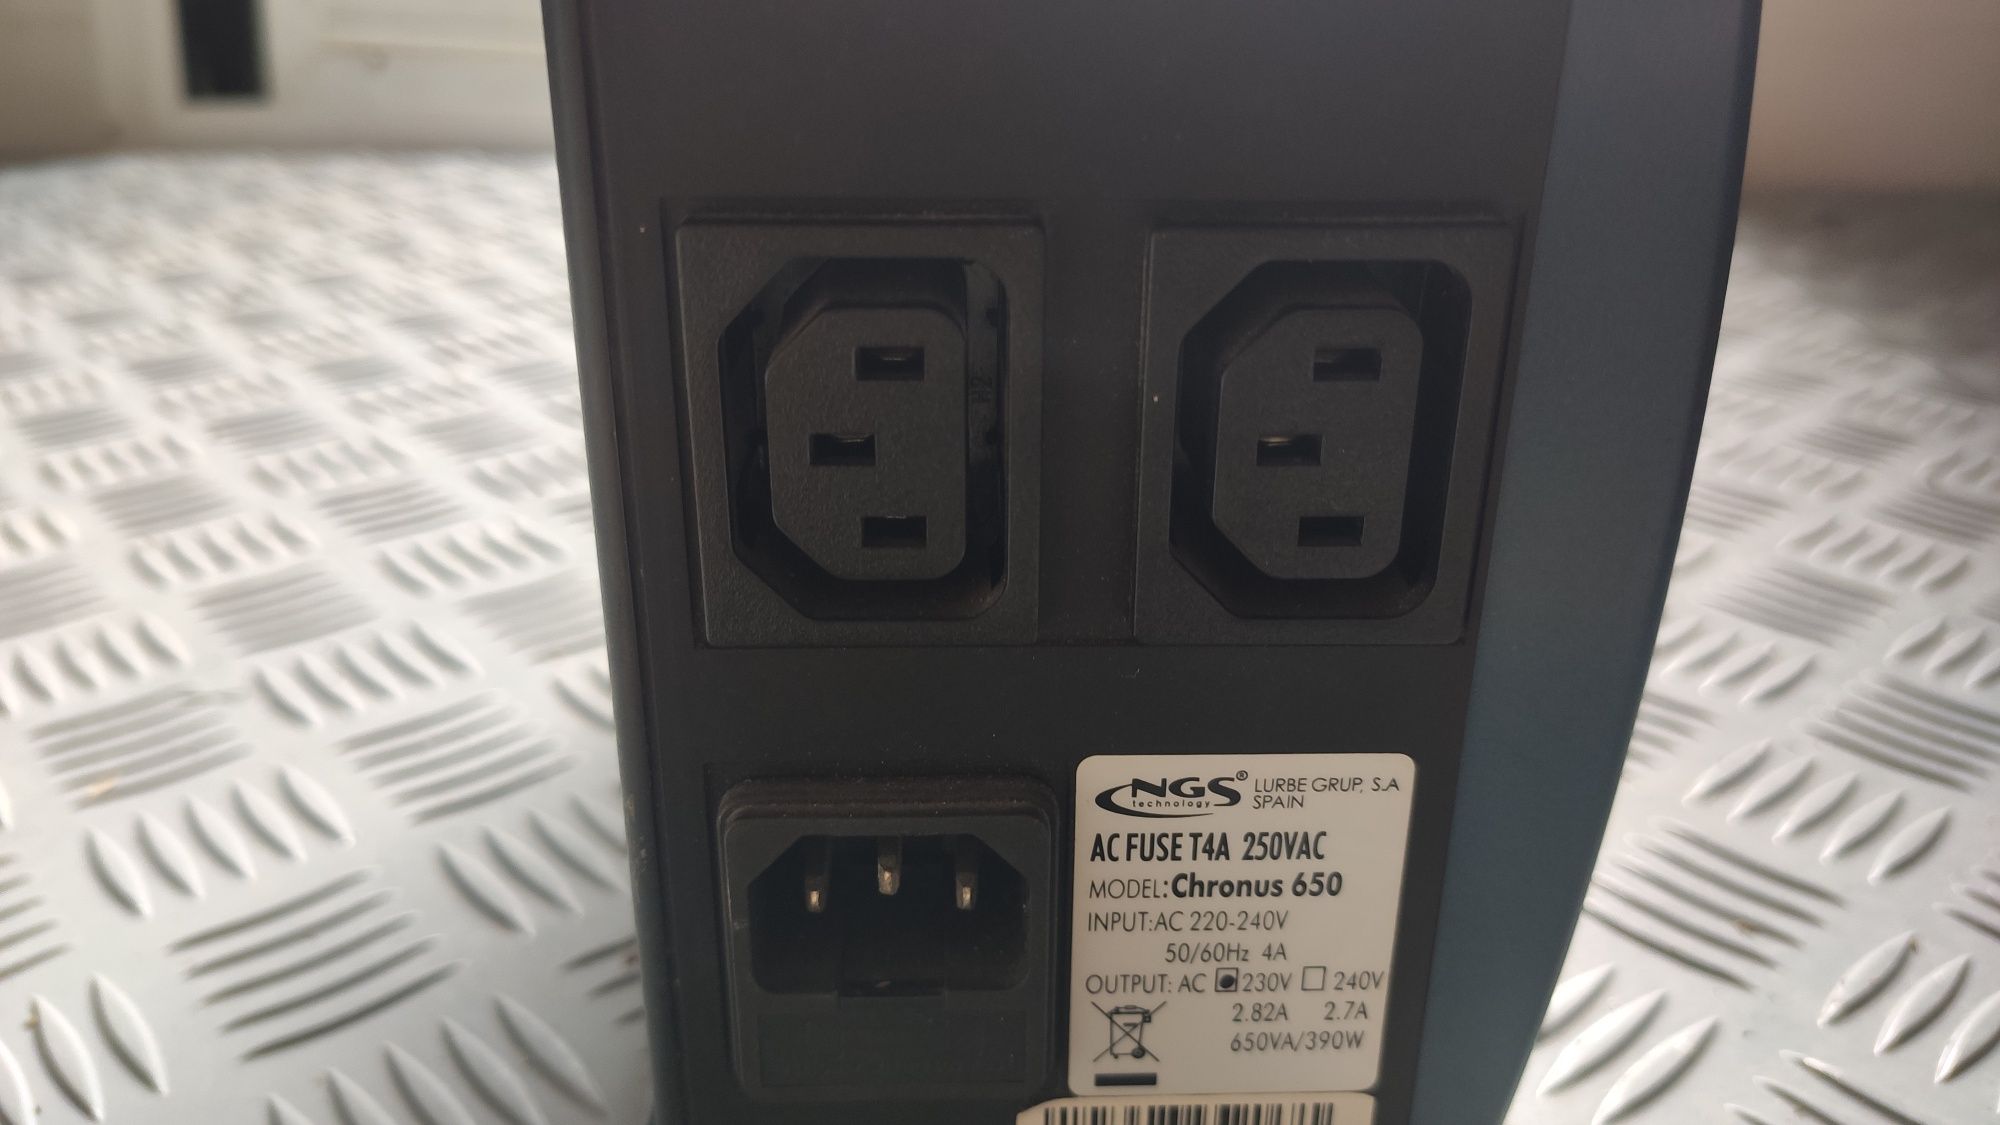 H2
NGS® LURBE GRUP, S.A
technology SPAIN
AC FUSE T4A 250VAC
MODEL:Chronus 650
INPUT:AC 220-240V
50/60Hz 4A
OUTPUT: AC 230V 240V
2.82A 2.7A
650VA/390W